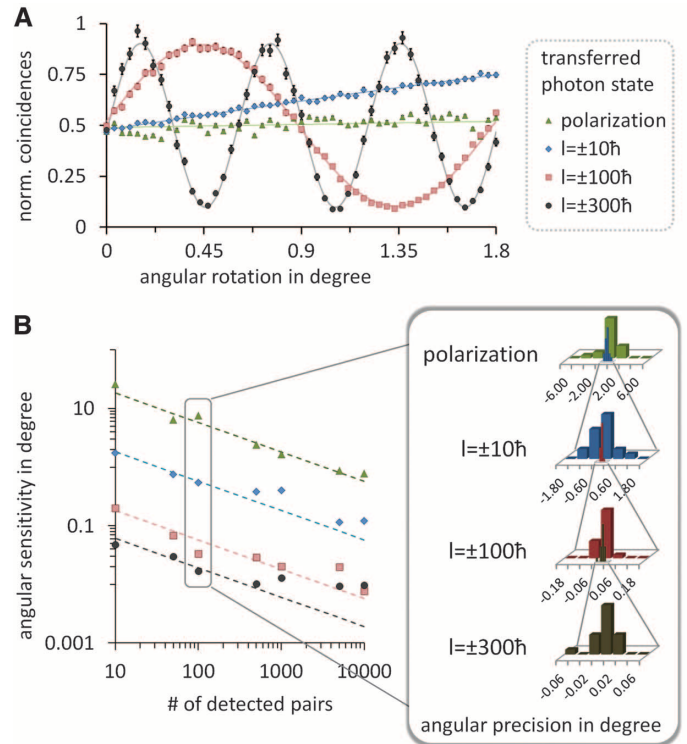 A
norm. coincidences
1
0.75
0.5
0.25
0
0 0.45 0.9 1.35 1.8
angular rotation in degree
transferred
photon state
polarization
l=±10ħ
l=±100ħ
l=±300ħ
B
angular sensitivity in degree
10
0.1
0.001
10 100 1000 10000
# of detected pairs
polarization
-6.00 -2.00 2.00 6.00
l=±10ħ
-1.80 -0.60 0.60 1.80
l=±100ħ
-0.18 -0.06 0.06 0.18
l=±300ħ
-0.06 -0.02 0.02 0.06
angular precision in degree